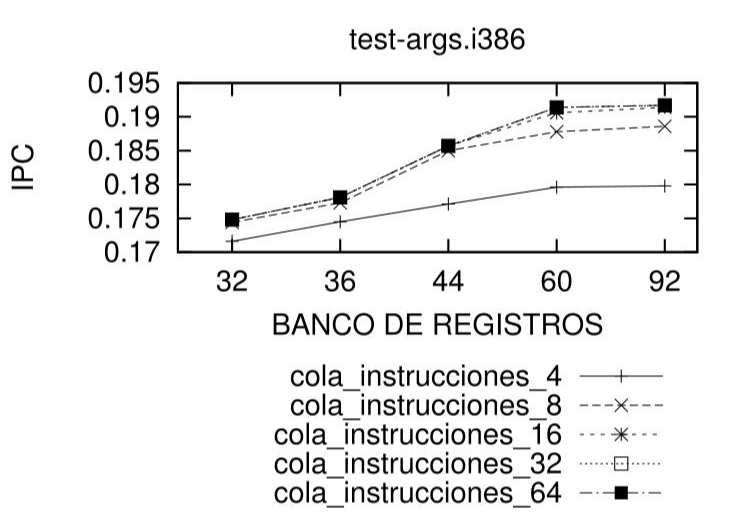 test-args.i386
0.195
0.19
0.185
0.18
0.175
0.17
IPC
32 36 44 60 92
BANCO DE REGISTROS
cola_instrucciones_4
cola_instrucciones_8
cola_instrucciones_16
cola_instrucciones_32
cola_instrucciones_64